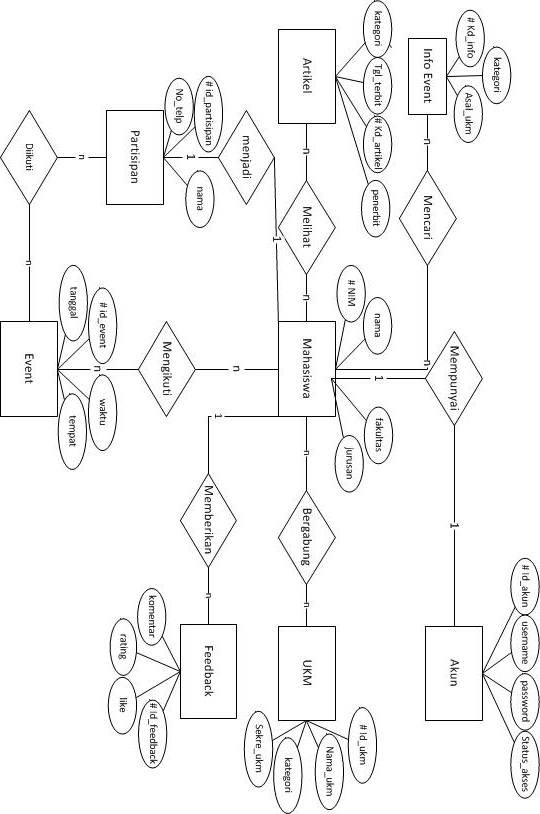 # Id_akun
username
password
Status_akses
kategori
# Kd_info
Asal_ukm
Info Event
n
Mencari
n
Mempunyai
1
1
Akun
kategori
Tgl_terbit
# Kd_artikel
penerbit
nama
# NIM
fakultas
jurusan
# Id_ukm
Nama_ukm
kategori
Sekre_ukm
Artikel
n
Melihat
n
Mahasiswa
n
Bergabung
n
UKM
menjadi
1
1
# id_partisipan
No_telp
nama
n
Mengikuti
n
1
Memberikan
n
Feedback
komentar
rating
like
# Id_feedback
Partisipan
n
Diikuti
n
# id_event
tanggal
waktu
tempat
Event